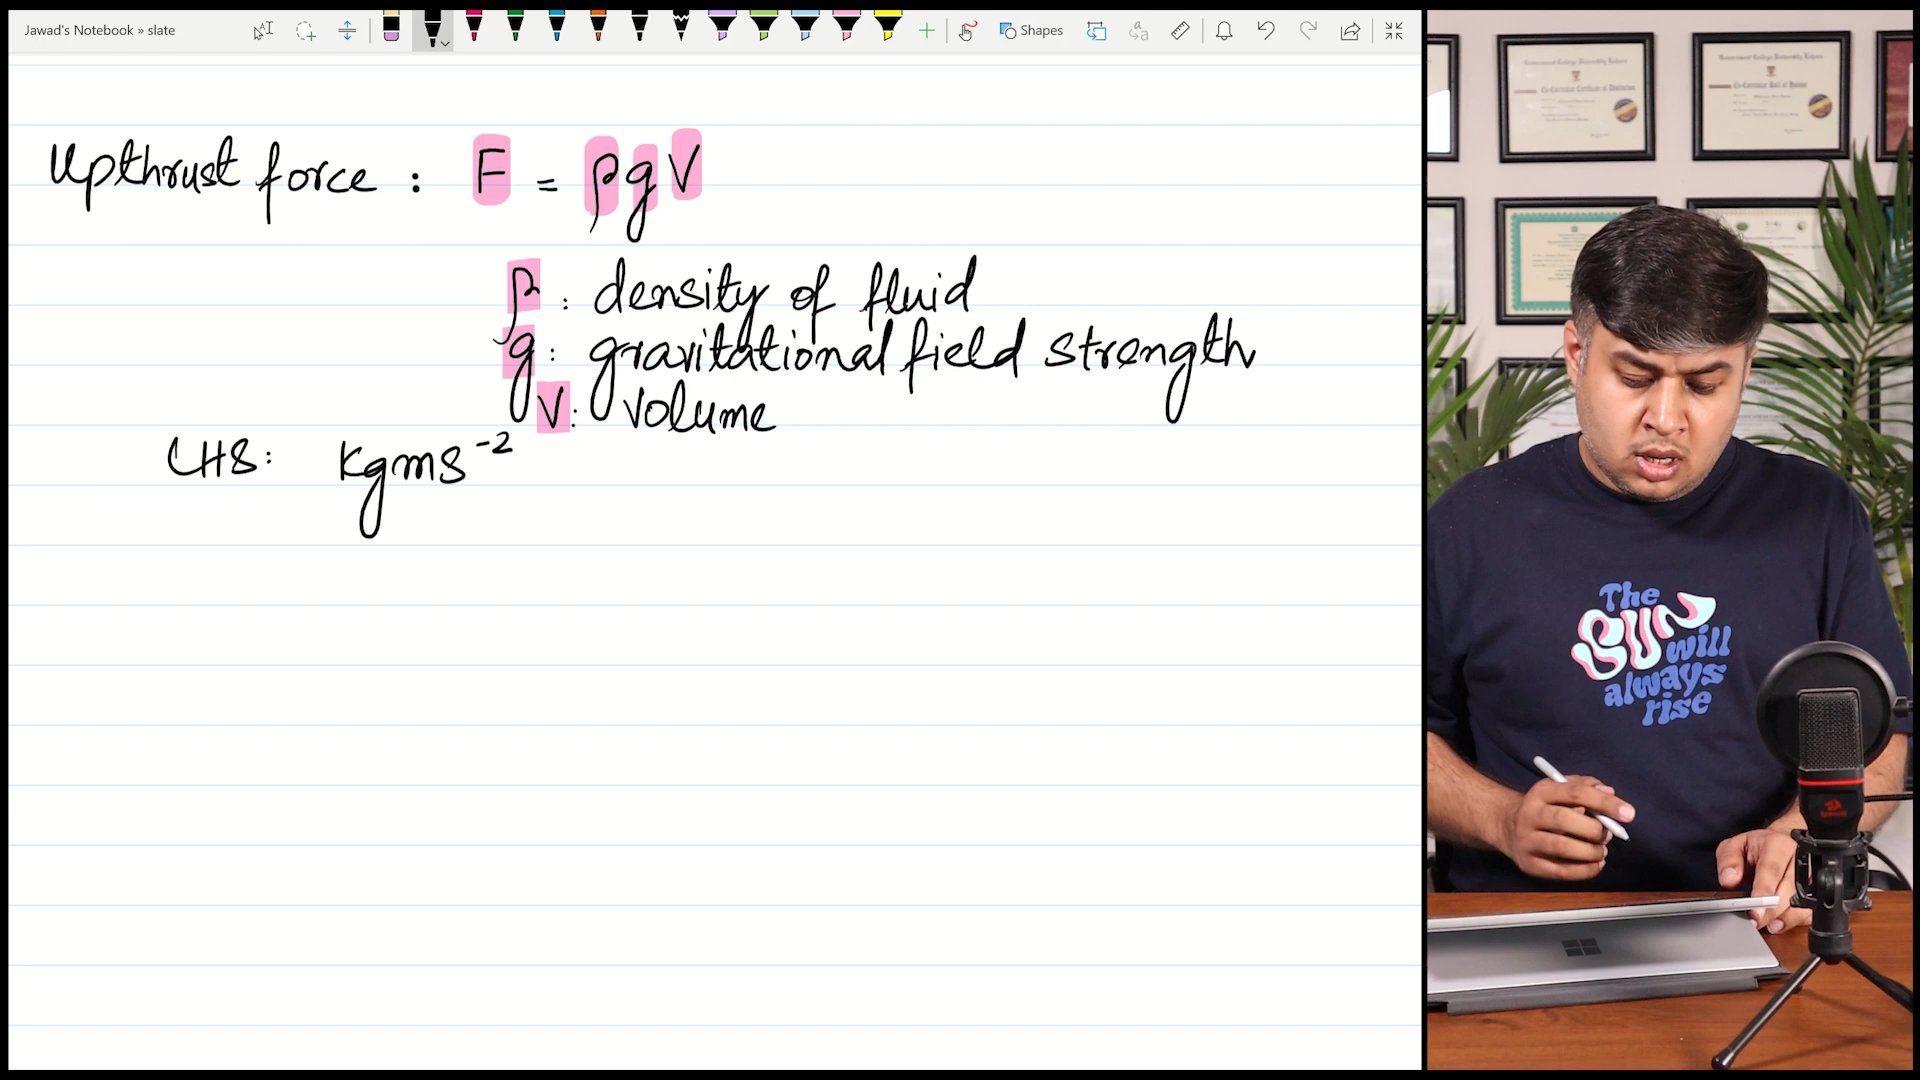 Jawad's Notebook » slate
Shapes
Upthrust force : F = ρgV
ρ : density of fluid
g : gravitational field strength
V : volume
LHS: kgms⁻²
The
SUN
will
always
rise